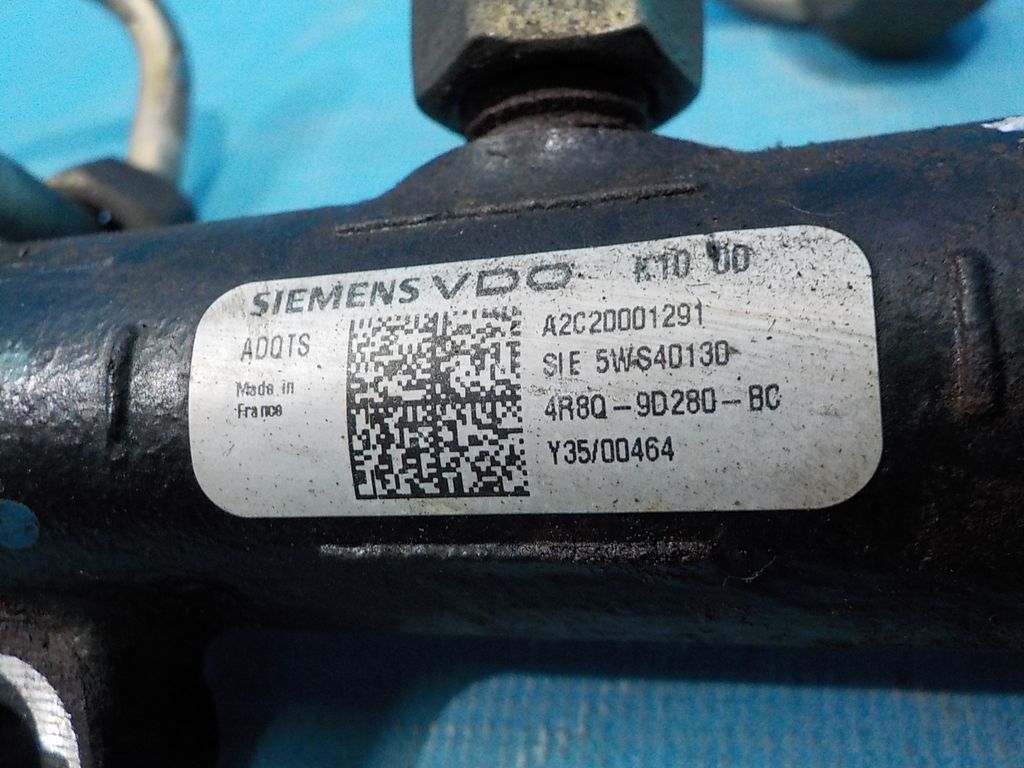 SIEMENS VDO K10 00
A2C20001291
ADQTS
SIE 5WS40130
Made in
France
4R8Q-9D280-BC
Y35/00464